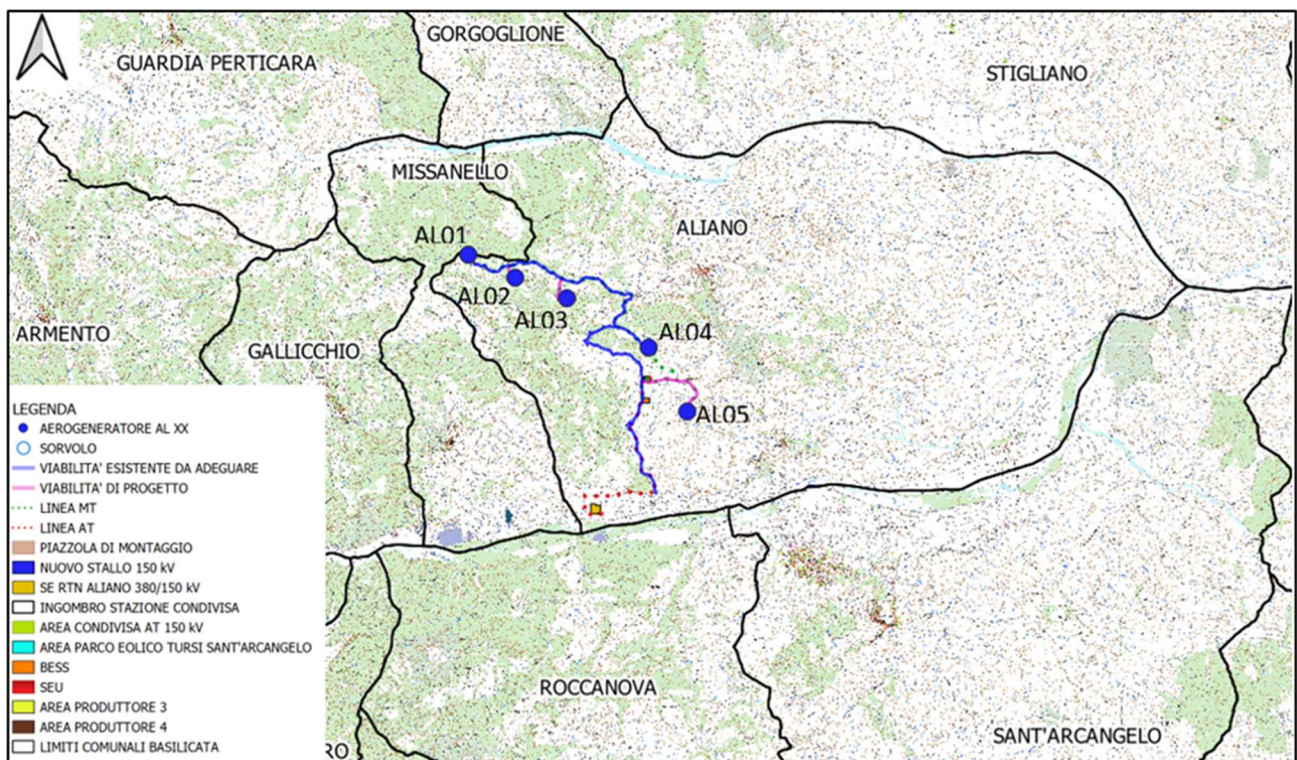 GORGOGLIONE
GUARDIA PERTICARA
STIGLIANO
MISSANELLO
ALIANO
AL01
AL02
AL03
AL04
AL05
ARMENTO
GALLICCHIO
LEGENDA
AEROGENERATORE AL XX
SORVOLO
VIABILITA' ESISTENTE DA ADEGUARE
VIABILITA' DI PROGETTO
LINEA MT
LINEA AT
PIAZZOLA DI MONTAGGIO
NUOVO STALLO 150 kV
SE RTN ALIANO 380/150 kV
INGOMBRO STAZIONE CONDIVISA
AREA CONDIVISA AT 150 kV
AREA PARCO EOLICO TURSI SANT'ARCANGELO
BESS
SEU
AREA PRODUTTORE 3
AREA PRODUTTORE 4
LIMITI COMUNALI BASILICATA
ROCCANOVA
SANT'ARCANGELO
RO